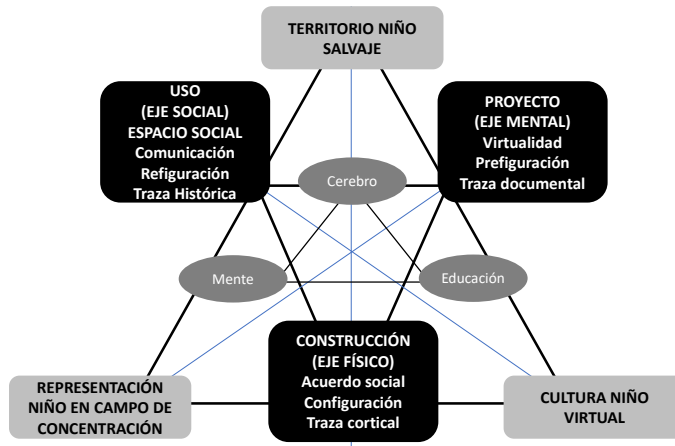 TERRITORIO NIÑO
SALVAJE
USO
(EJE SOCIAL)
ESPACIO SOCIAL
Comunicación
Refiguración
Traza Histórica
PROYECTO
(EJE MENTAL)
Virtualidad
Prefiguración
Traza documental
Cerebro
Mente
Educación
CONSTRUCCIÓN
(EJE FÍSICO)
Acuerdo social
Configuración
Traza cortical
REPRESENTACIÓN
NIÑO EN CAMPO DE
CONCENTRACIÓN
CULTURA NIÑO
VIRTUAL